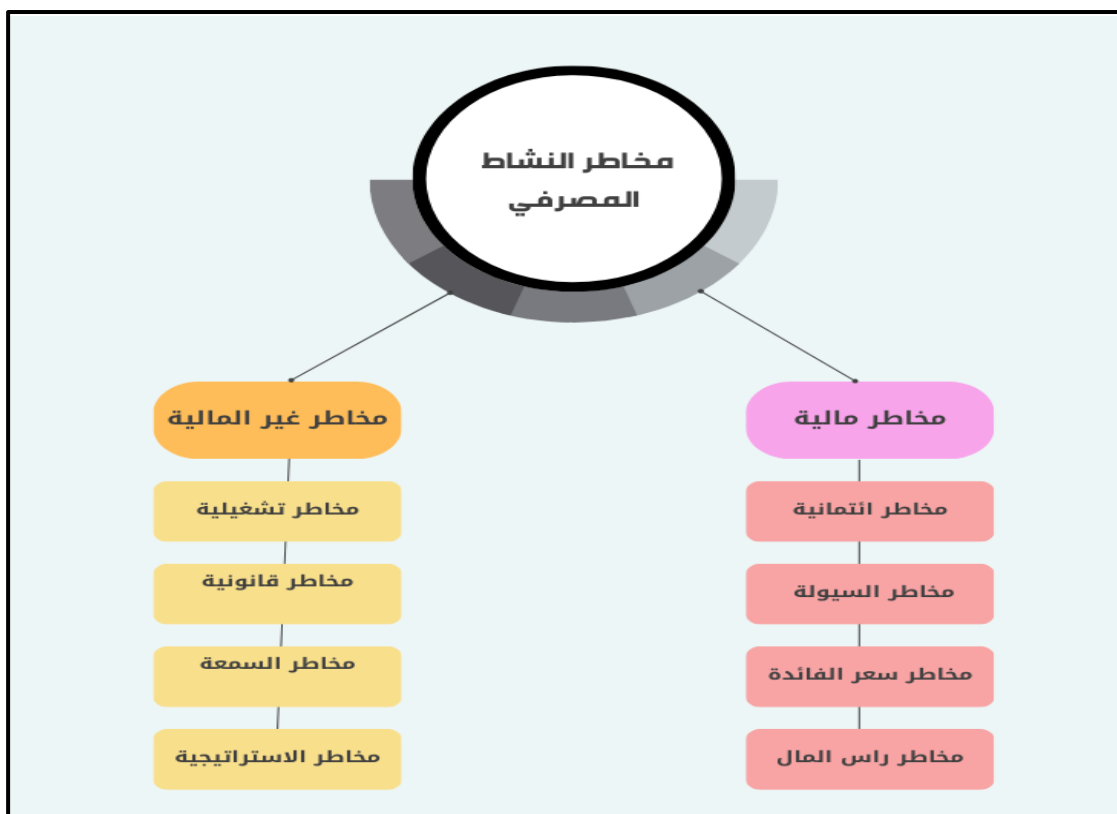 مخاطر النشاط
المصرفي
مخاطر مالية
مخاطر ائتمانية
مخاطر السيولة
مخاطر سعر الفائدة
مخاطر راس المال
مخاطر غير المالية
مخاطر تشغيلية
مخاطر قانونية
مخاطر السمعة
مخاطر الاستراتيجية